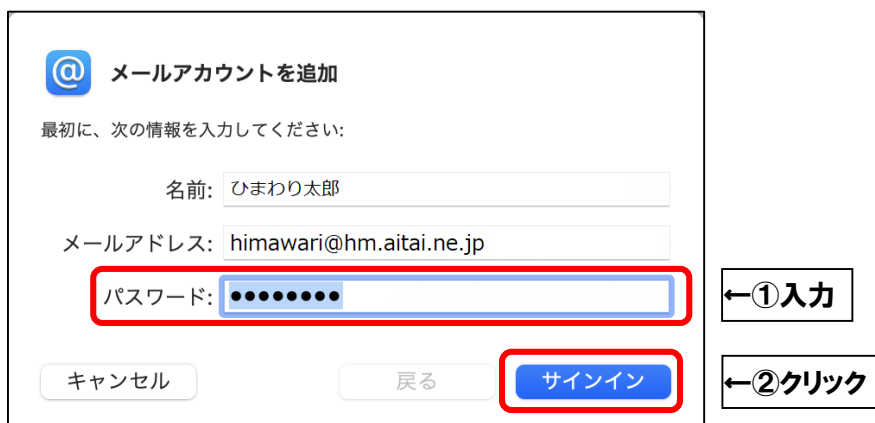 @
メールアカウントを追加
最初に、次の情報を入力してください:
名前: ひまわり太郎
メールアドレス: himawari@hm.aitai.ne.jp
パスワード: ●●●●●●●●
←①入力
キャンセル 戻る サインイン
←②クリック